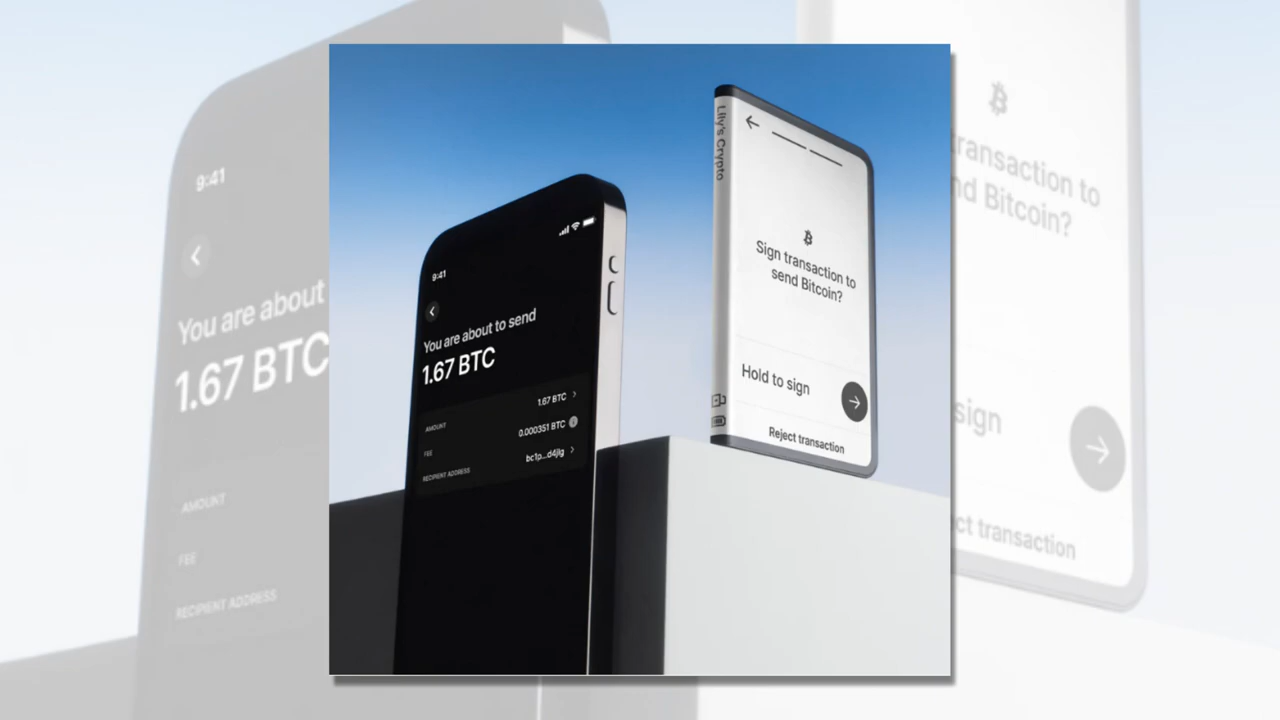 9:41
You are about to send
1.67 BTC
AMOUNT
1.67 BTC
FEE
0.000351 BTC
RECIPIENT ADDRESS
bc1p...d4jlg
Lily's Crypto
Sign transaction to
send Bitcoin?
Hold to sign
Reject transaction
9:41
You are about
1.67 BTC
AMOUNT
FEE
RECIPIENT ADDRESS
transaction to
nd Bitcoin?
sign
ct transaction